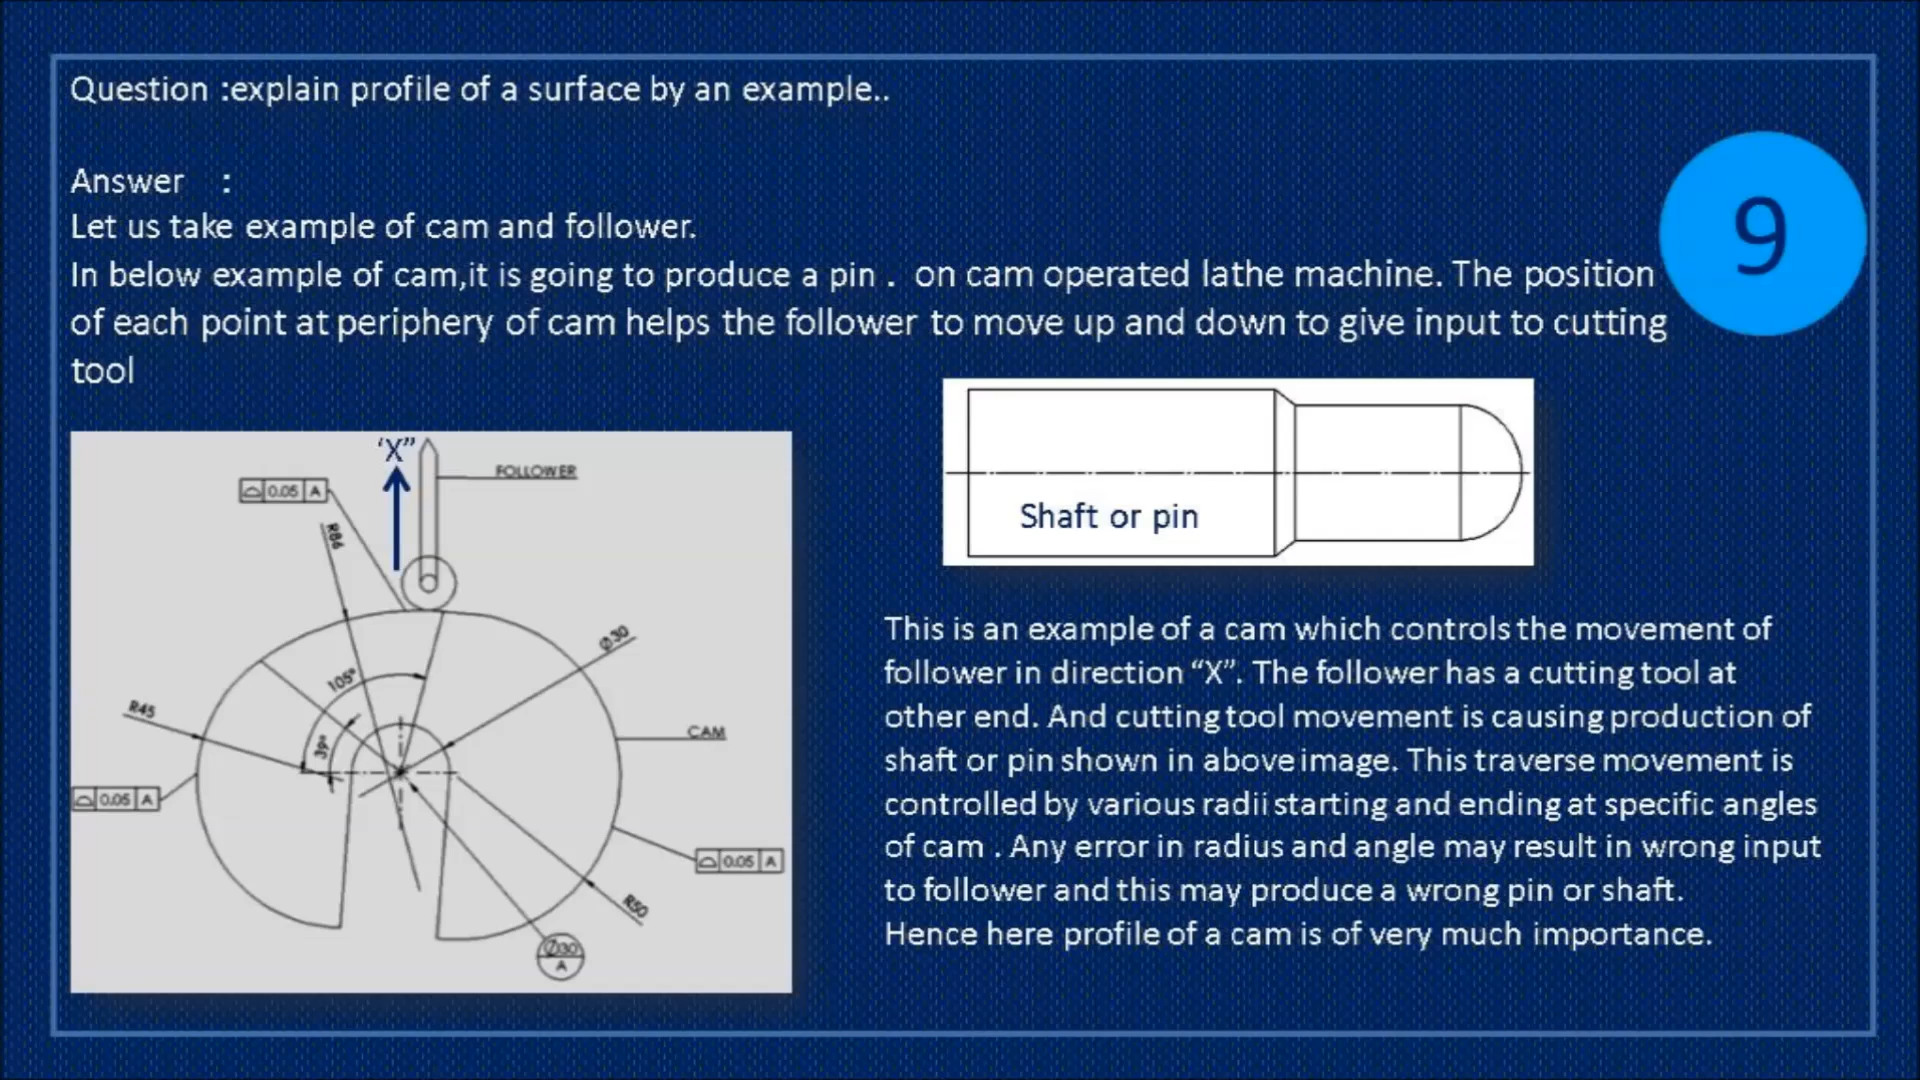 Question :explain profile of a surface by an example..
9
Answer :
Let us take example of cam and follower.
In below example of cam,it is going to produce a pin . on cam operated lathe machine. The position
of each point at periphery of cam helps the follower to move up and down to give input to cutting
tool
‘X”
FOLLOWER
⌓ 0.05 A
R86
Ø30
105°
R45
39°
CAM
⌓ 0.05 A
⌓ 0.05 A
R50
Ø30
A
Shaft or pin
This is an example of a cam which controls the movement of
follower in direction “X”. The follower has a cutting tool at
other end. And cutting tool movement is causing production of
shaft or pin shown in above image. This traverse movement is
controlled by various radii starting and ending at specific angles
of cam . Any error in radius and angle may result in wrong input
to follower and this may produce a wrong pin or shaft.
Hence here profile of a cam is of very much importance.